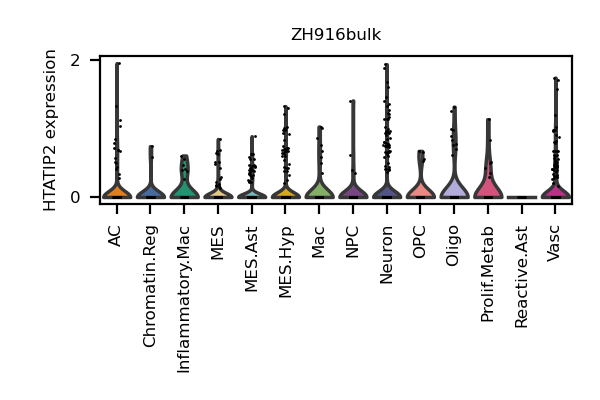 ZH916bulk
HTATIP2 expression
2
0
AC
Chromatin.Reg
Inflammatory.Mac
MES
MES.Ast
MES.Hyp
Mac
NPC
Neuron
OPC
Oligo
Prolif.Metab
Reactive.Ast
Vasc